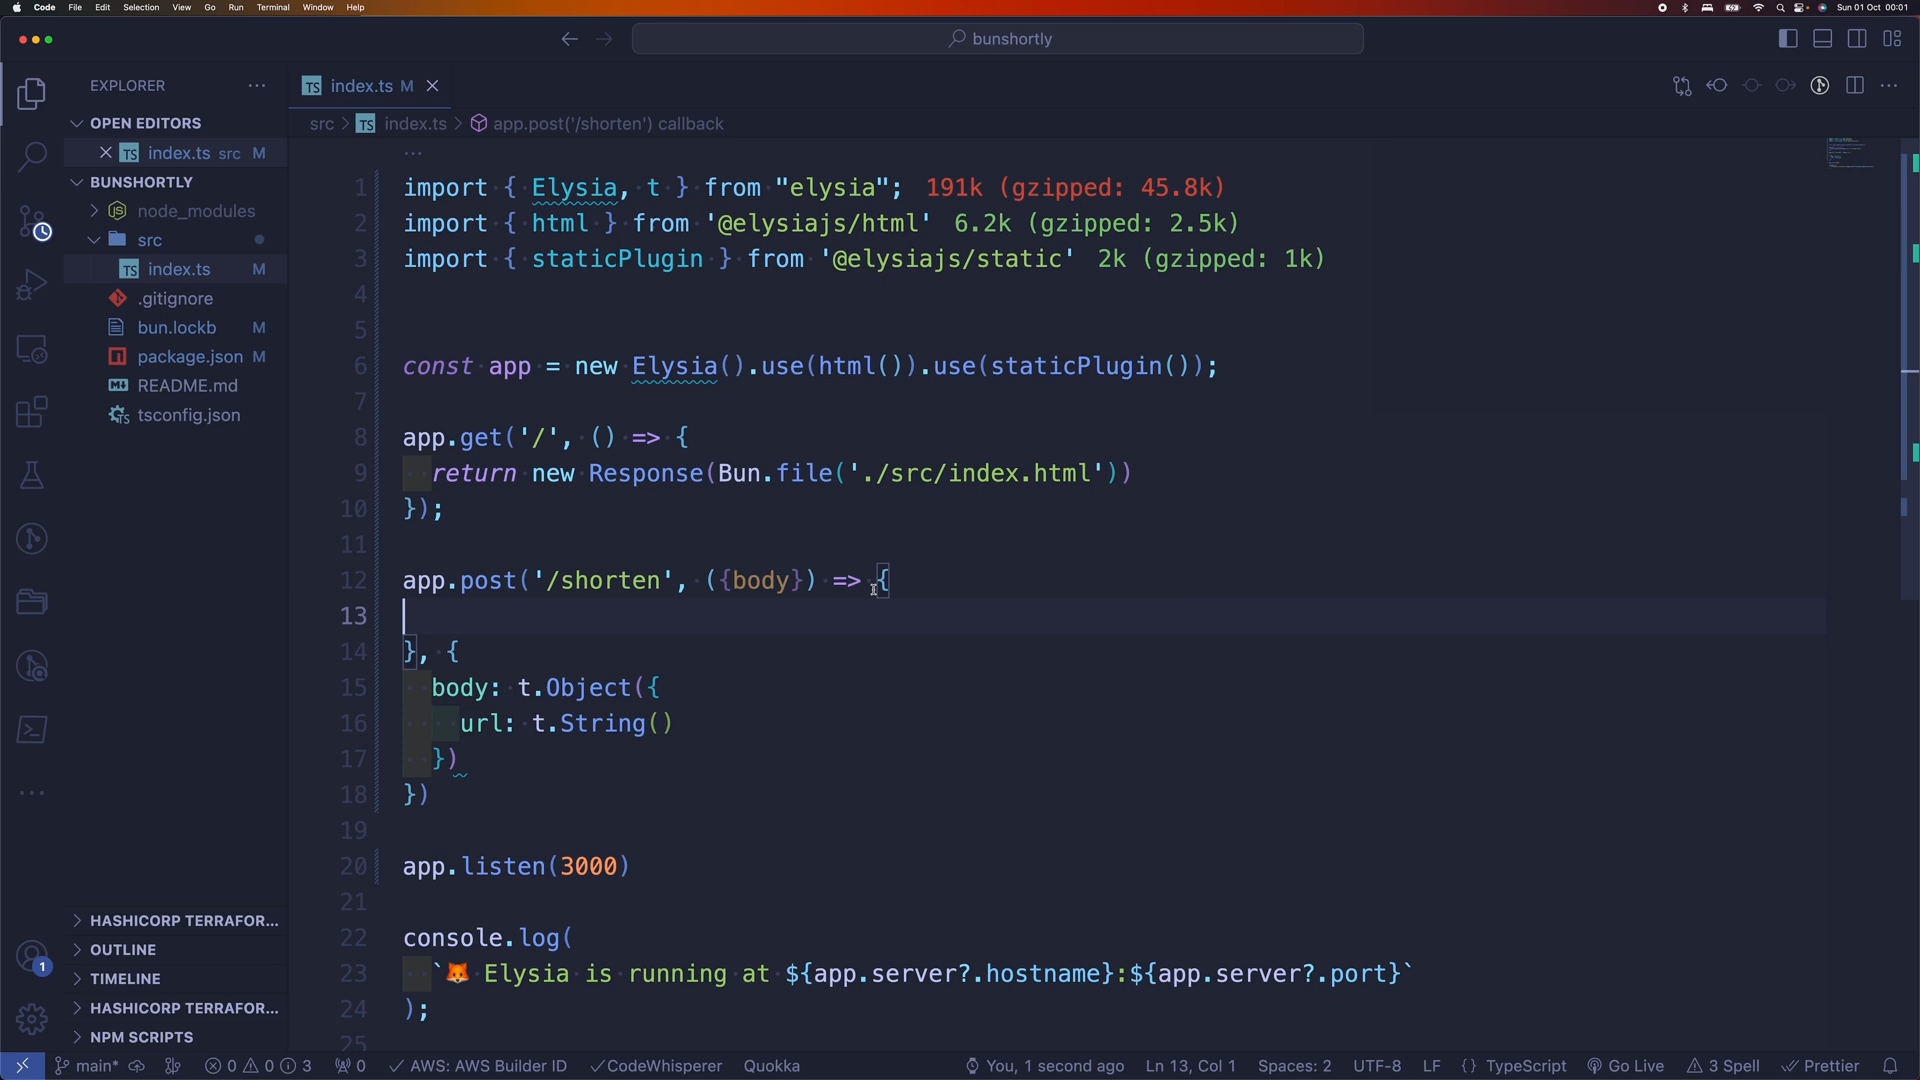 Code File Edit Selection View Go Run Terminal Window Help
Sun 01 Oct 00:01
bunshortly
EXPLORER
index.ts M
src > TS index.ts > app.post('/shorten') callback
OPEN EDITORS
TS index.ts src M
BUNSHORTLY
node_modules
src
TS index.ts M
.gitignore
bun.lockb M
package.json M
README.md
tsconfig.json
HASHICORP TERRAFOR...
OUTLINE
TIMELINE
HASHICORP TERRAFOR...
NPM SCRIPTS
1 import { Elysia, t } from "elysia"; 191k (gzipped: 45.8k)
2 import { html } from '@elysiajs/html' 6.2k (gzipped: 2.5k)
3 import { staticPlugin } from '@elysiajs/static' 2k (gzipped: 1k)
4
5
6 const app = new Elysia().use(html()).use(staticPlugin());
7
8 app.get('/', () => {
9 return new Response(Bun.file('./src/index.html'))
10 });
11
12 app.post('/shorten', ({body}) => {
13
14 }, {
15 body: t.Object({
16 url: t.String()
17 })
18 })
19
20 app.listen(3000)
21
22 console.log(
23 `🦊 Elysia is running at ${app.server?.hostname}:${app.server?.port}`
24 );
25
main* 0 0 3 0 AWS: AWS Builder ID CodeWhisperer Quokka You, 1 second ago Ln 13, Col 1 Spaces: 2 UTF-8 LF {} TypeScript Go Live 3 Spell Prettier